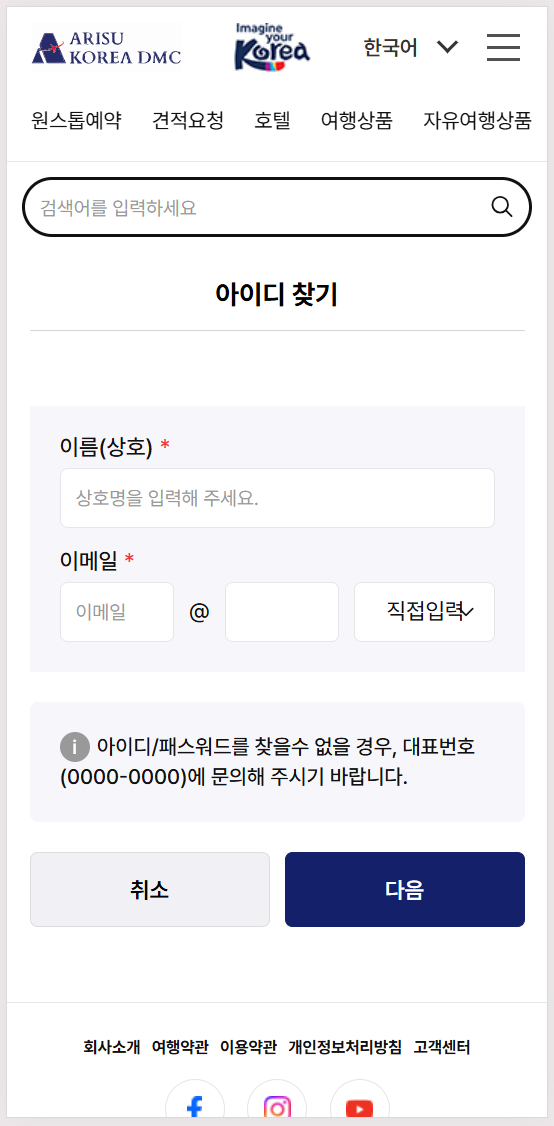 ARISU
KOREA DMC
Imagine
your
Korea
한국어
원스톱예약 견적요청 호텔 여행상품 자유여행상품
검색어를 입력하세요
아이디 찾기
이름(상호) *
상호명을 입력해 주세요.
이메일 *
이메일 @ 직접입력
i 아이디/패스워드를 찾을수 없을 경우, 대표번호
(0000-0000)에 문의해 주시기 바랍니다.
취소 다음
회사소개 여행약관 이용약관 개인정보처리방침 고객센터